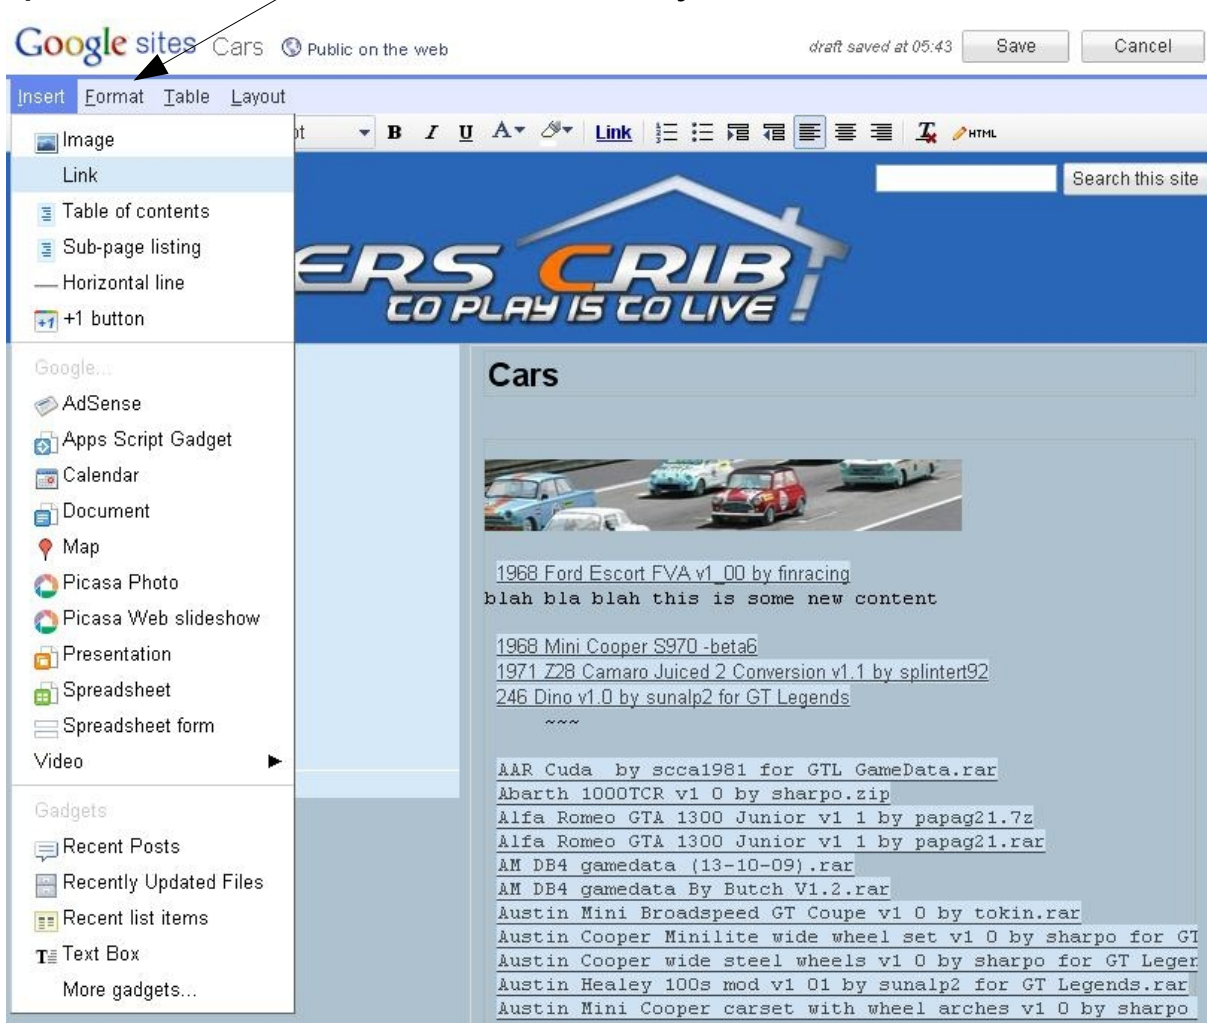 Google sites Cars Public on the web draft saved at 05:43 Save Cancel
Insert Format Table Layout
B I U A Link HTML
Image
Link
Table of contents
Sub-page listing
Horizontal line
+1 button
Google...
AdSense
Apps Script Gadget
Calendar
Document
Map
Picasa Photo
Picasa Web slideshow
Presentation
Spreadsheet
Spreadsheet form
Video
Gadgets
Recent Posts
Recently Updated Files
Recent list items
Text Box
More gadgets...
Search this site
ERS CRIB
TO PLAY IS TO LIVE
Cars
1968 Ford Escort FVA v1_00 by finracing
blah bla blah this is some new content
1968 Mini Cooper S970 -beta6
1971 Z28 Camaro Juiced 2 Conversion v1.1 by splintert92
246 Dino v1.0 by sunalp2 for GT Legends
~~~
AAR Cuda by scca1981 for GTL GameData.rar
Abarth 1000TCR v1 0 by sharpo.zip
Alfa Romeo GTA 1300 Junior v1 1 by papag21.7z
Alfa Romeo GTA 1300 Junior v1 1 by papag21.rar
AM DB4 gamedata (13-10-09).rar
AM DB4 gamedata By Butch V1.2.rar
Austin Mini Broadspeed GT Coupe v1 0 by tokin.rar
Austin Cooper Minilite wide wheel set v1 0 by sharpo for GT
Austin Cooper wide steel wheels v1 0 by sharpo for GT Leger
Austin Healey 100s mod v1 01 by sunalp2 for GT Legends.rar
Austin Mini Cooper carset with wheel arches v1 0 by sharpo